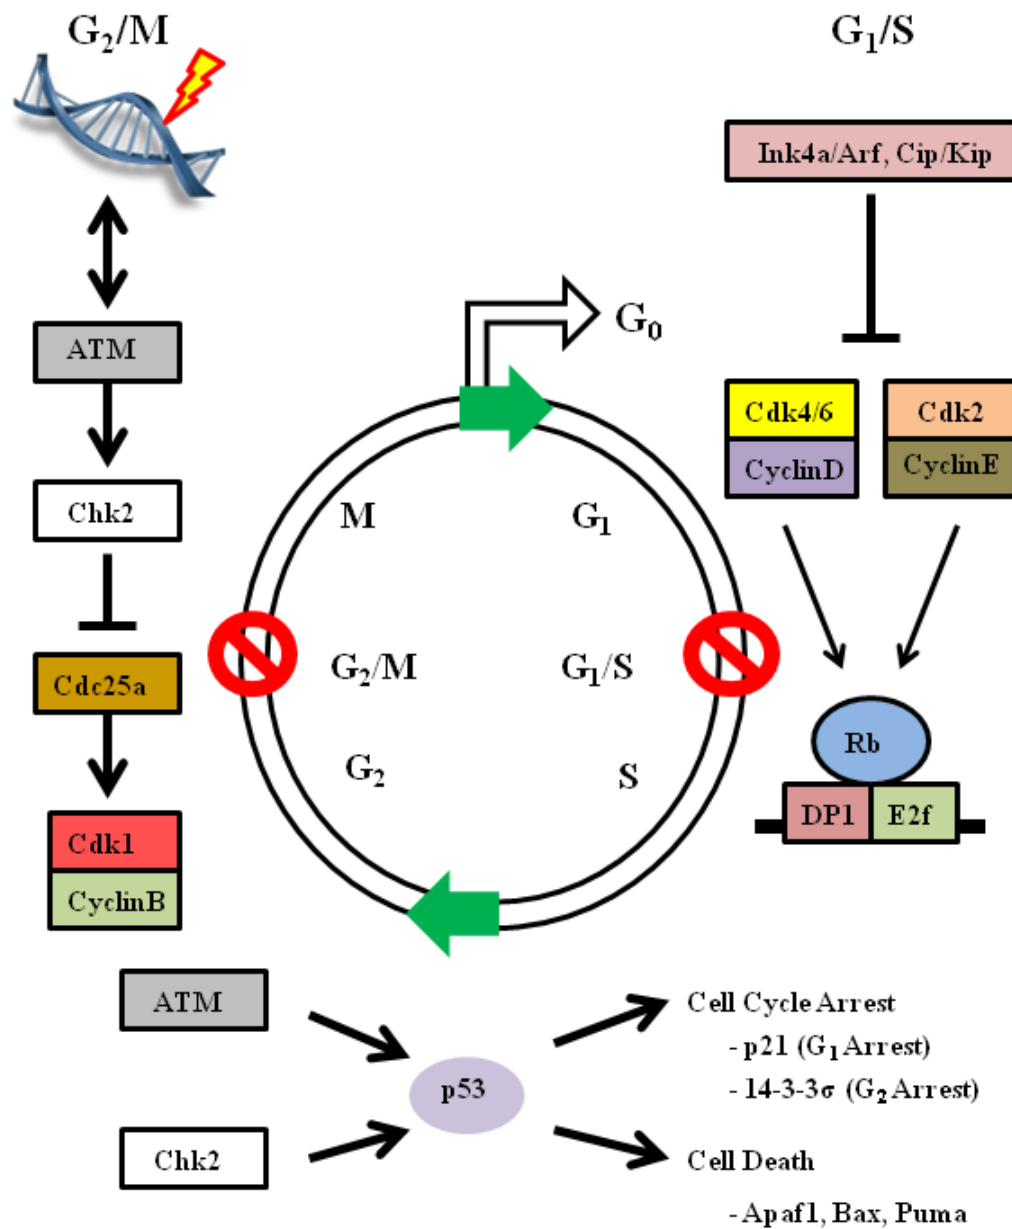 G₂/M
G₁/S
Ink4a/Arf, Cip/Kip
G₀
ATM
Cdk4/6
Cdk2
CyclinD
CyclinE
Chk2
M
G₁
Cdc25a
G₂/M
G₁/S
Rb
G₂
S
DP1
E2f
Cdk1
CyclinB
ATM
Cell Cycle Arrest
- p21 (G₁ Arrest)
p53
- 14-3-3σ (G₂ Arrest)
Chk2
Cell Death
- Apaf1, Bax, Puma